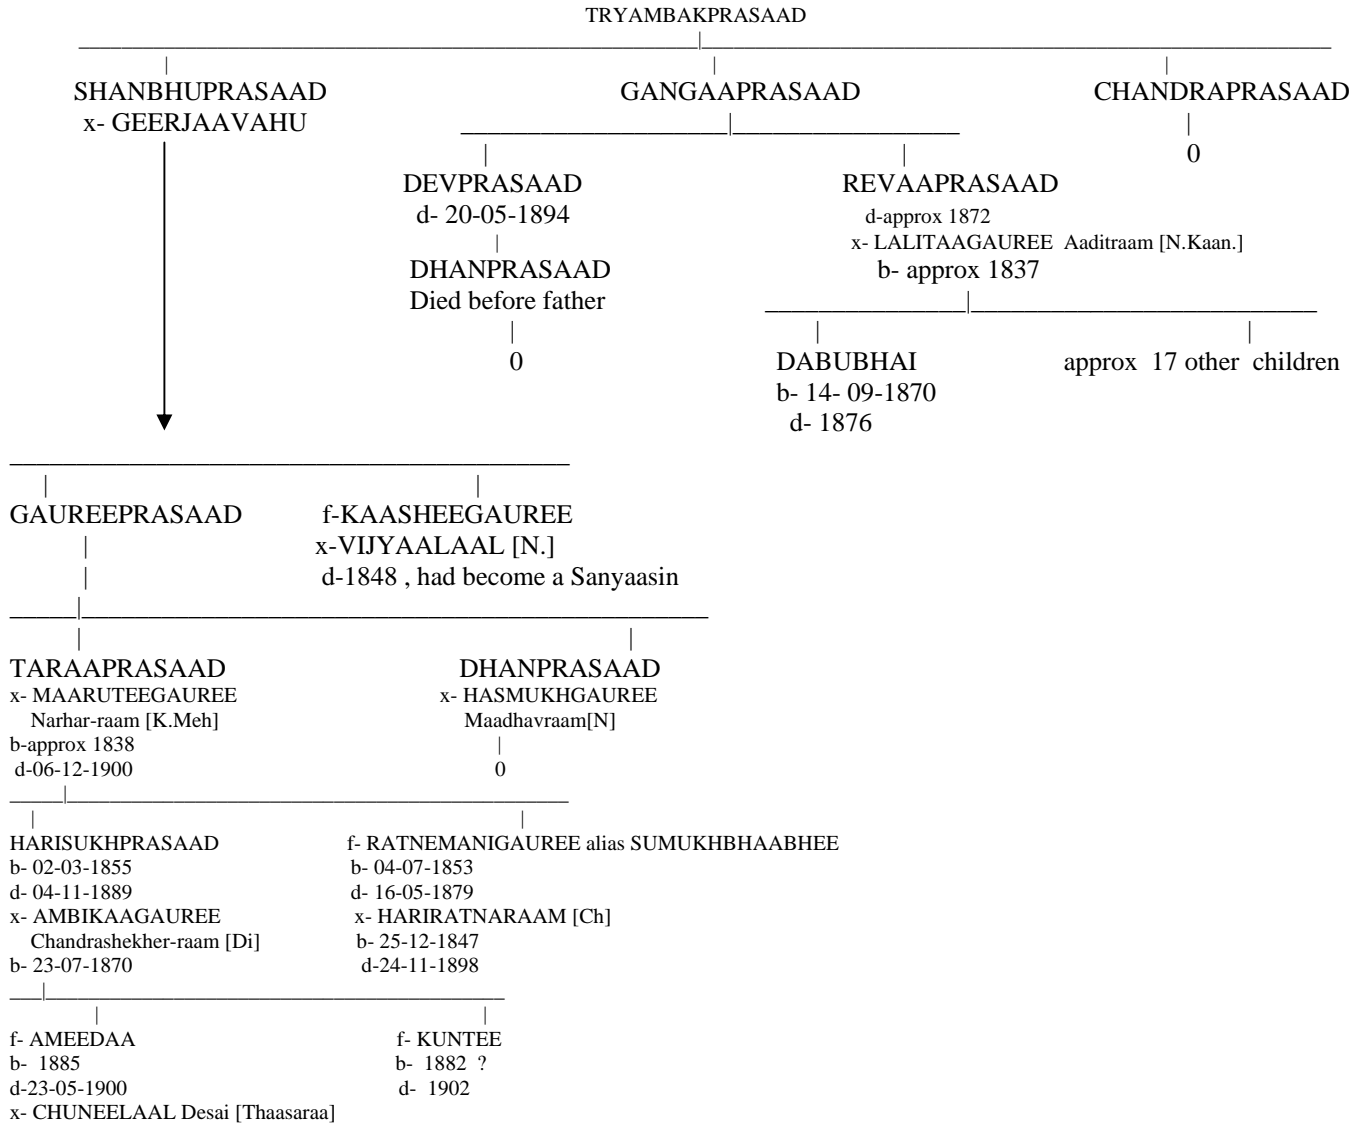 TRYAMBAKPRASAAD
SHANBHUPRASAAD GANGAAPRASAAD CHANDRAPRASAAD
x- GEERJAAVAHU
0
DEVPRASAAD REVAAPRASAAD
d- 20-05-1894 d-approx 1872
x- LALITAAGAUREE Aaditraam [N.Kaan.]
DHANPRASAAD b- approx 1837
Died before father
0 DABUBHAI approx 17 other children
b- 14- 09-1870
d- 1876
GAUREEPRASAAD f-KAASHEEGAUREE
x-VIJYAALAAL [N.]
d-1848 , had become a Sanyaasin
TARAAPRASAAD DHANPRASAAD
x- MAARUTEEGAUREE x- HASMUKHGAUREE
Narhar-raam [K.Meh] Maadhavraam[N]
b-approx 1838
d-06-12-1900 0
HARISUKHPRASAAD f- RATNEMANIGAUREE alias SUMUKHBHAABHEE
b- 02-03-1855 b- 04-07-1853
d- 04-11-1889 d- 16-05-1879
x- AMBIKAAGAUREE x- HARIRATNARAAM [Ch]
Chandrashekher-raam [Di] b- 25-12-1847
b- 23-07-1870 d-24-11-1898
f- AMEEDAA f- KUNTEE
b- 1885 b- 1882 ?
d-23-05-1900 d- 1902
x- CHUNEELAAL Desai [Thaasaraa]